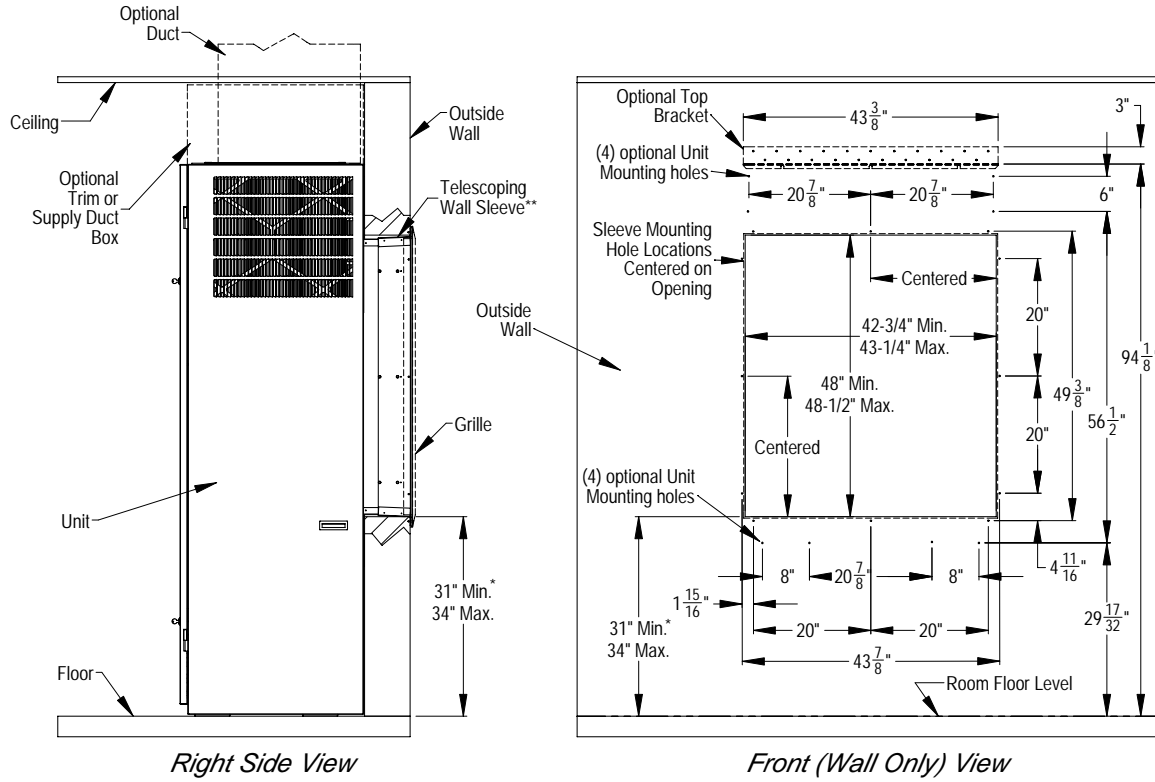 Optional
Duct
Ceiling
Outside
Wall
Optional
Trim or
Supply Duct
Box
Telescoping
Wall Sleeve**
Grille
Unit
31" Min.*
34" Max.
Floor
Right Side View
Optional Top
Bracket
43 3/8"
3"
(4) optional Unit
Mounting holes
20 7/8"
20 7/8"
6"
Sleeve Mounting
Hole Locations
Centered on
Opening
Centered
Outside
Wall
20"
42-3/4" Min.
43-1/4" Max.
94 1/8"
48" Min.
48-1/2" Max.
49 3/8"
56 1/2"
20"
Centered
(4) optional Unit
Mounting holes
8"
20 7/8"
8"
4 11/16"
1 15/16"
29 17/32"
31" Min.*
34" Max.
20"
20"
43 7/8"
Room Floor Level
Front (Wall Only) View